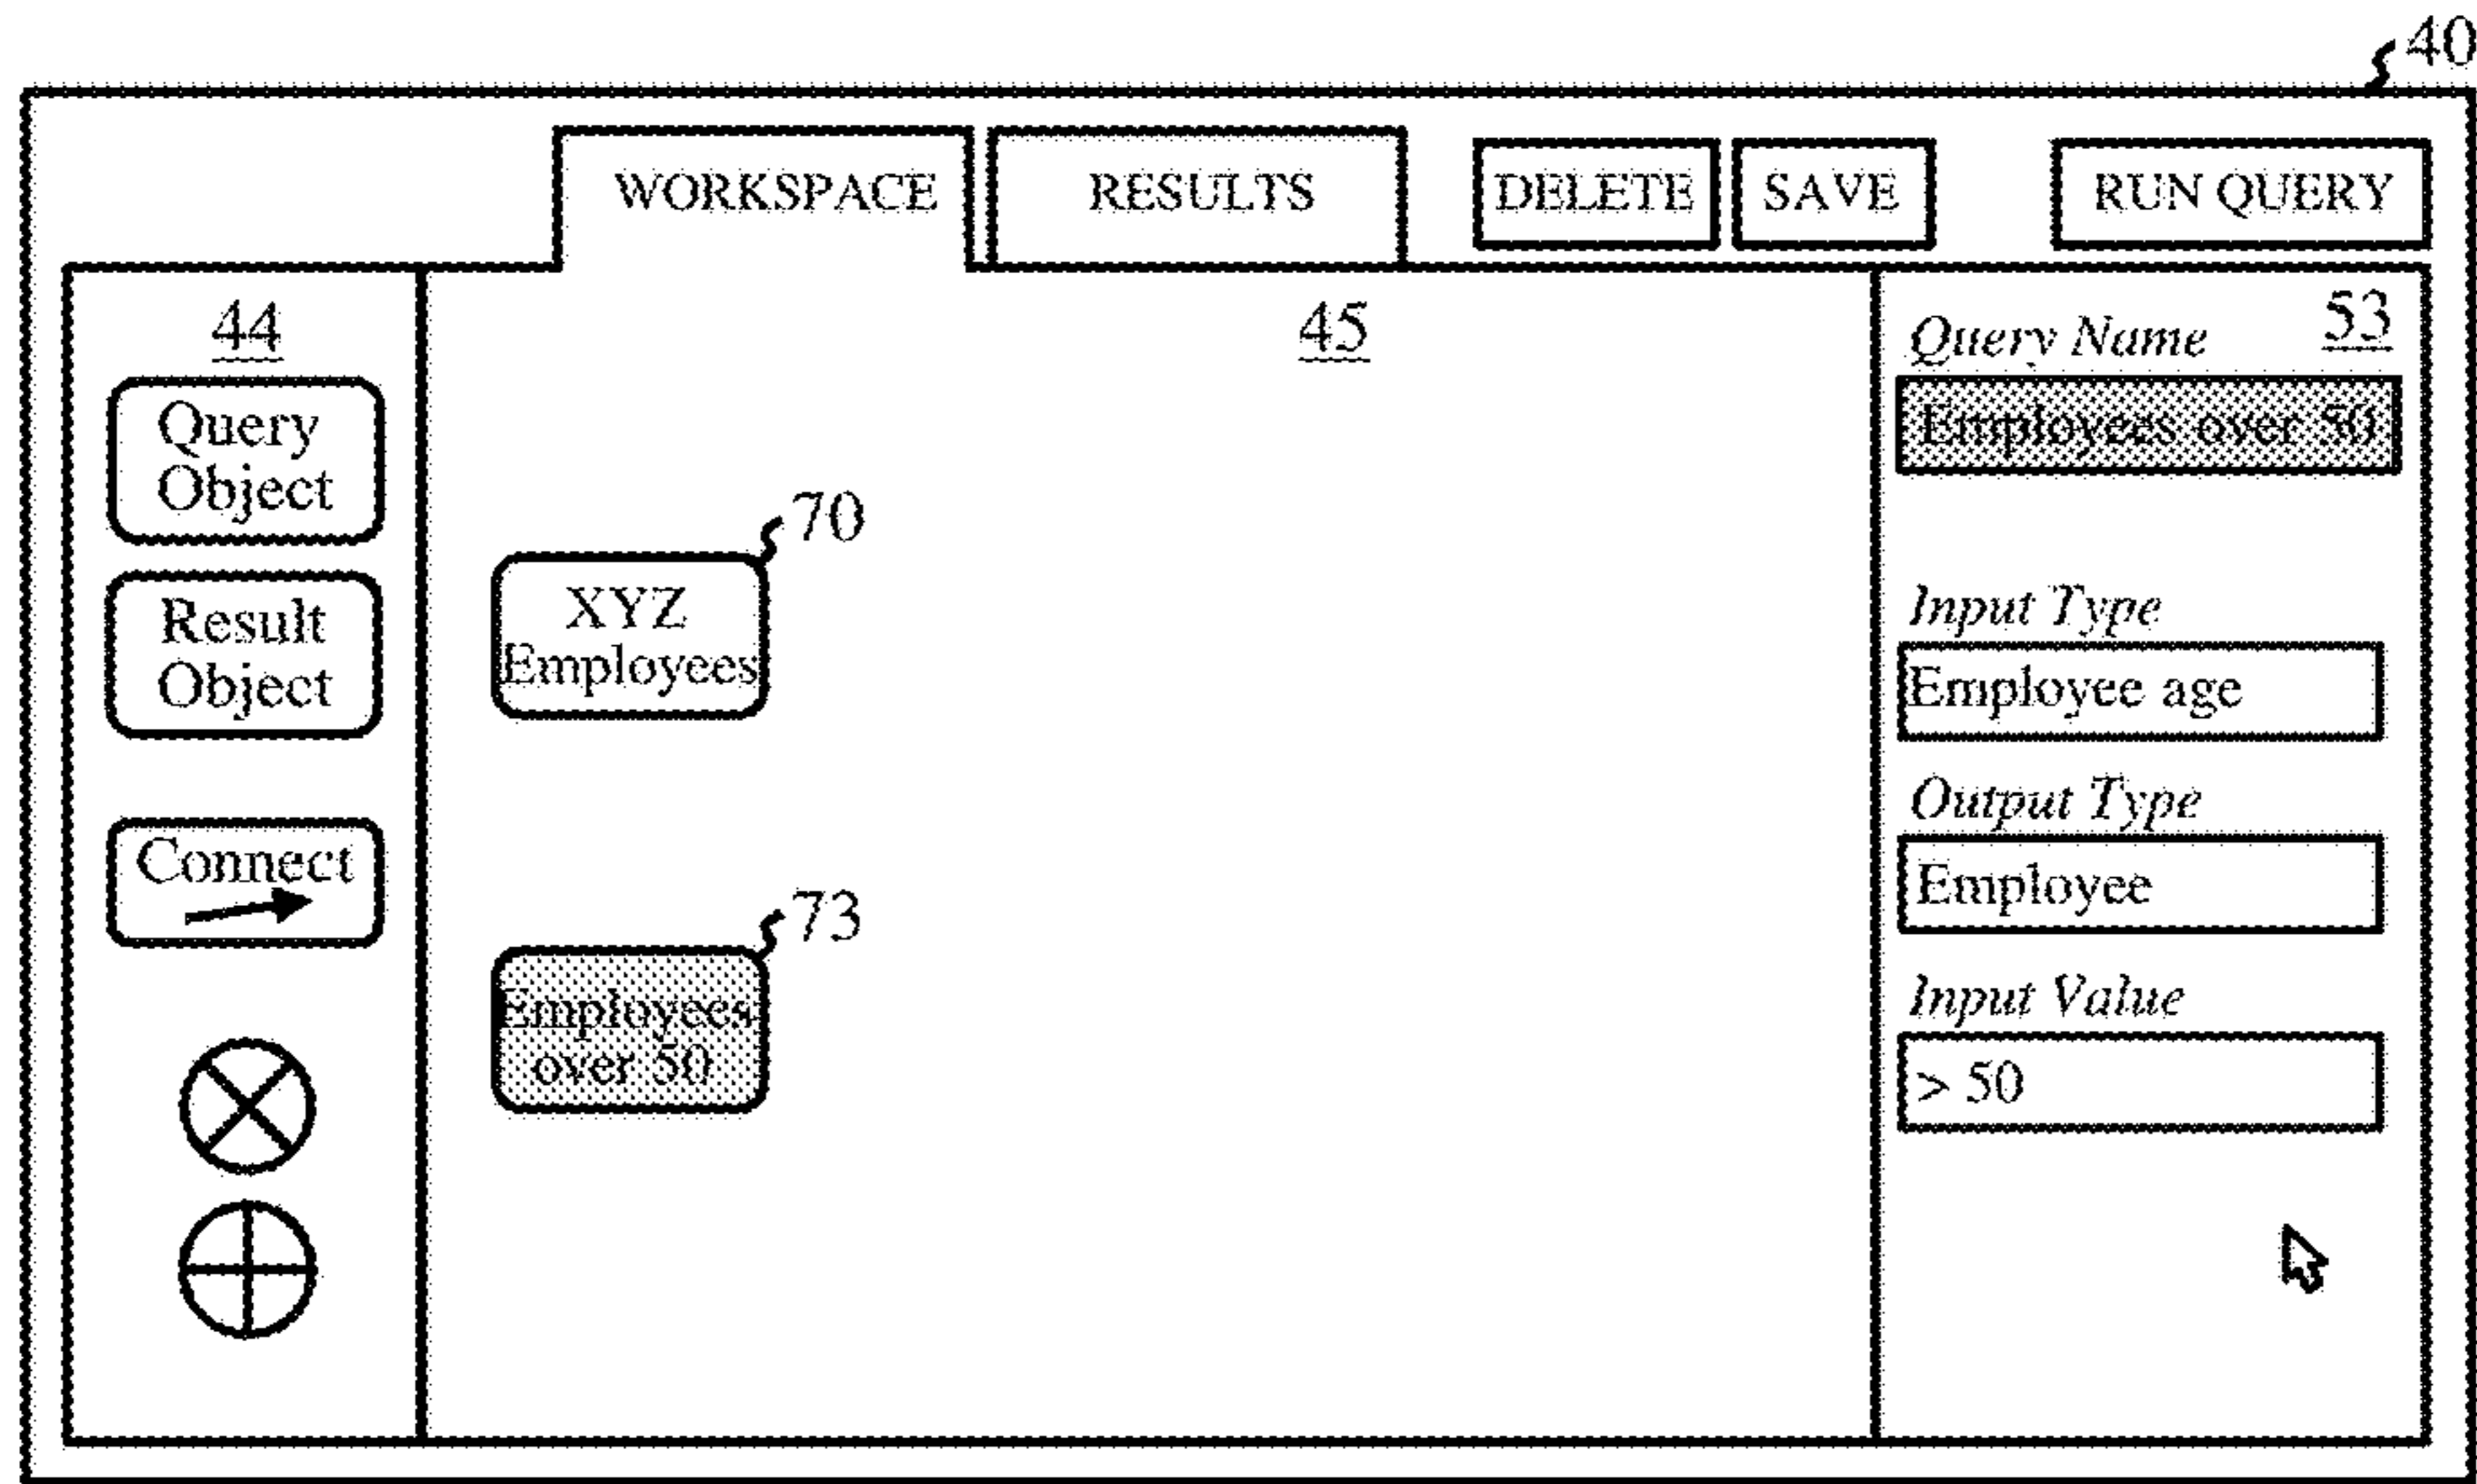 40
WORKSPACE RESULTS DELETE SAVE RUN QUERY
44
Query
Object
Result
Object
Connect
45
70
XYZ
Employees
73
Employees
over 50
53
Query Name
Employees over 50
Input Type
Employee age
Output Type
Employee
Input Value
> 50